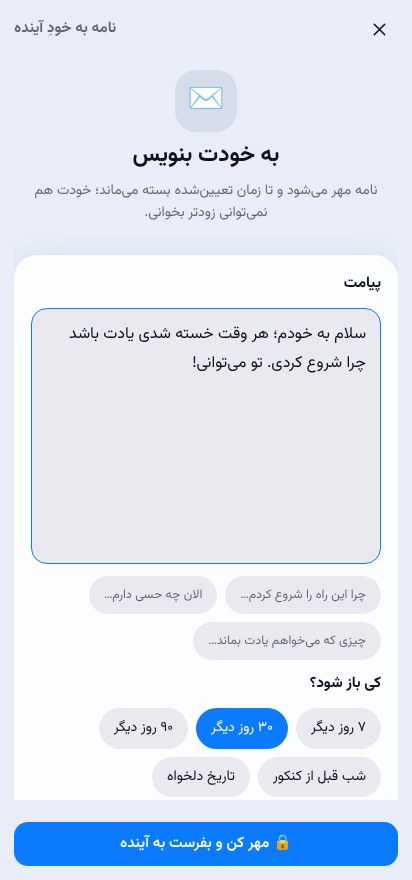 نامه به خودِ آینده
به خودت بنویس
نامه مهر می‌شود و تا زمان تعیین‌شده بسته می‌ماند؛ خودت هم
نمی‌توانی زودتر بخوانی.
پیامت
سلام به خودم؛ هر وقت خسته شدی یادت باشد
چرا شروع کردی. تو می‌توانی!
چرا این راه را شروع کردم…
الان چه حسی دارم…
چیزی که می‌خواهم یادت بماند…
کی باز شود؟
۷ روز دیگر
۳۰ روز دیگر
۹۰ روز دیگر
شب قبل از کنکور
تاریخ دلخواه
🔒 مهر کن و بفرست به آینده